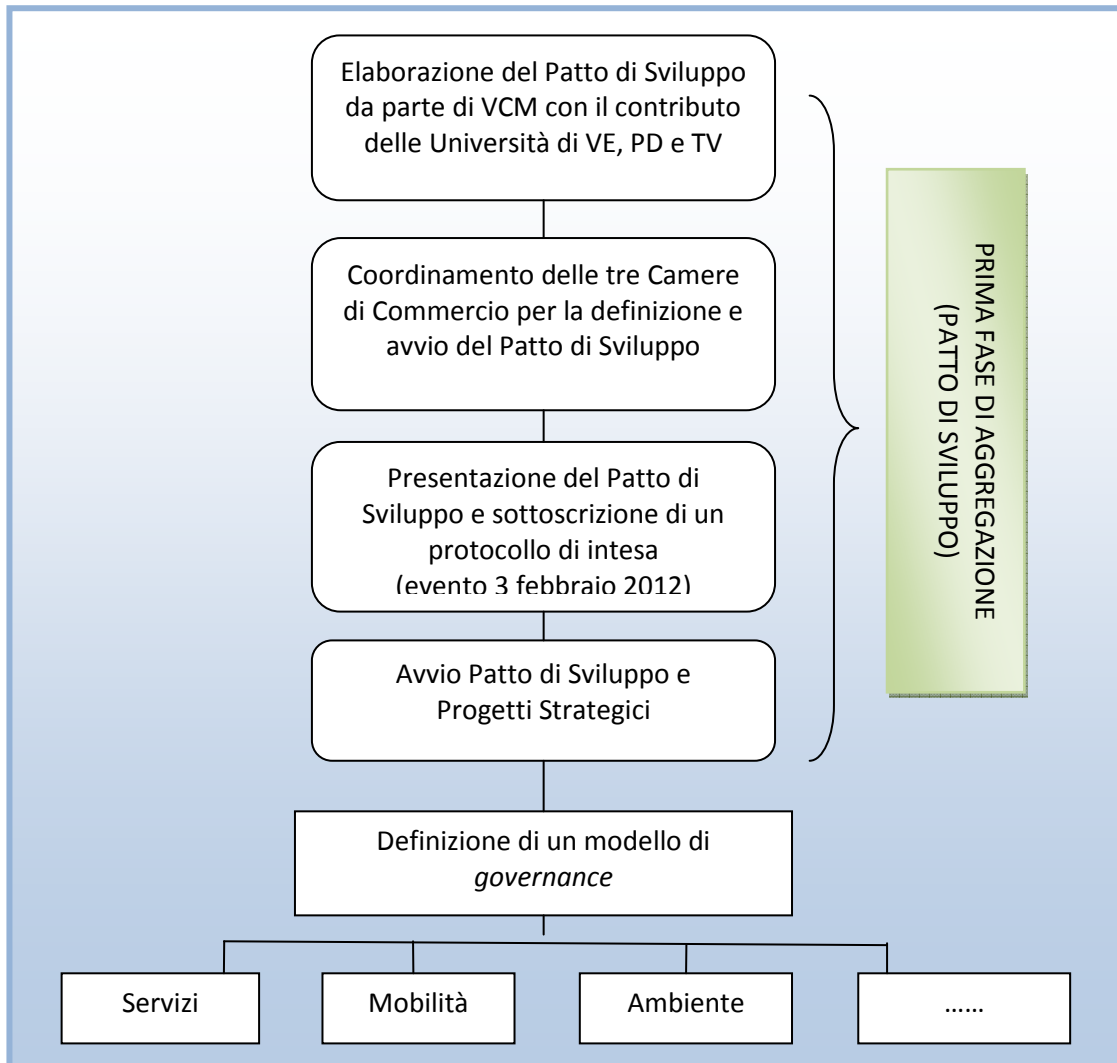 Elaborazione del Patto di Sviluppo
da parte di VCM con il contributo
delle Università di VE, PD e TV
Coordinamento delle tre Camere
di Commercio per la definizione e
avvio del Patto di Sviluppo
Presentazione del Patto di
Sviluppo e sottoscrizione di un
protocollo di intesa
(evento 3 febbraio 2012)
Avvio Patto di Sviluppo e
Progetti Strategici
PRIMA FASE DI AGGREGAZIONE
(PATTO DI SVILUPPO)
Definizione di un modello di
governance
Servizi
Mobilità
Ambiente
......